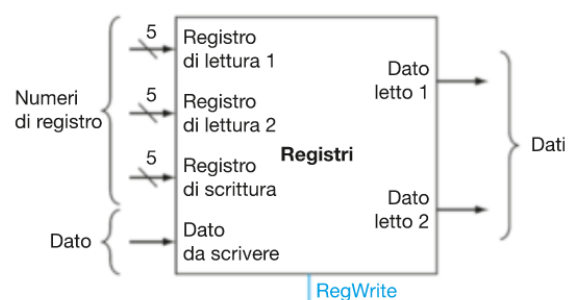 Numeri
di registro
Dato
5
Registro
di lettura 1
5
Registro
di lettura 2
5
Registro
di scrittura
Dato
da scrivere
Registri
Dato
letto 1
Dato
letto 2
Dati
RegWrite